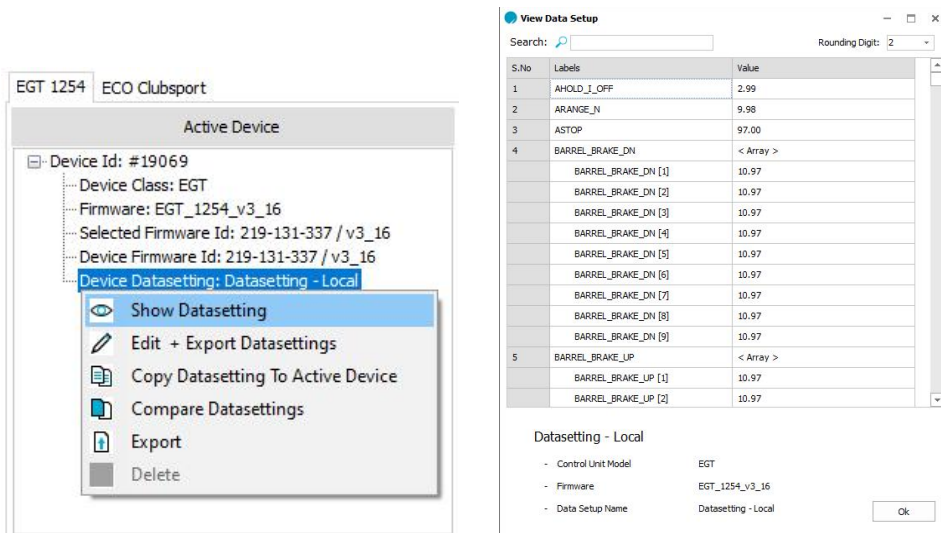 EGT 1254 ECO Clubsport
Active Device
Device Id: #19069
Device Class: EGT
Firmware: EGT_1254_v3_16
Selected Firmware Id: 219-131-337 / v3_16
Device Firmware Id: 219-131-337 / v3_16
Device Datasetting: Datasetting - Local
Show Datasetting
Edit + Export Datasettings
Copy Datasetting To Active Device
Compare Datasettings
Export
Delete
View Data Setup
Search: Rounding Digit: 2
S.No Labels Value
1 AHOLD_I_OFF 2.99
2 ARANGE_N 9.98
3 ASTOP 97.00
4 BARREL_BRAKE_DN < Array >
BARREL_BRAKE_DN [1] 10.97
BARREL_BRAKE_DN [2] 10.97
BARREL_BRAKE_DN [3] 10.97
BARREL_BRAKE_DN [4] 10.97
BARREL_BRAKE_DN [5] 10.97
BARREL_BRAKE_DN [6] 10.97
BARREL_BRAKE_DN [7] 10.97
BARREL_BRAKE_DN [8] 10.97
BARREL_BRAKE_DN [9] 10.97
5 BARREL_BRAKE_UP < Array >
BARREL_BRAKE_UP [1] 10.97
BARREL_BRAKE_UP [2] 10.97
Datasetting - Local
- Control Unit Model EGT
- Firmware EGT_1254_v3_16
- Data Setup Name Datasetting - Local
Ok